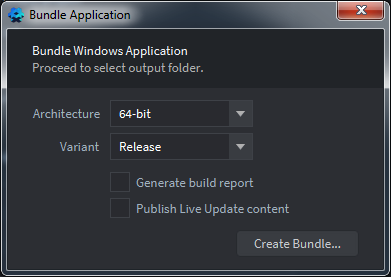 Bundle Application
Bundle Windows Application
Proceed to select output folder.
Architecture 64-bit
Variant Release
Generate build report
Publish Live Update content
Create Bundle...